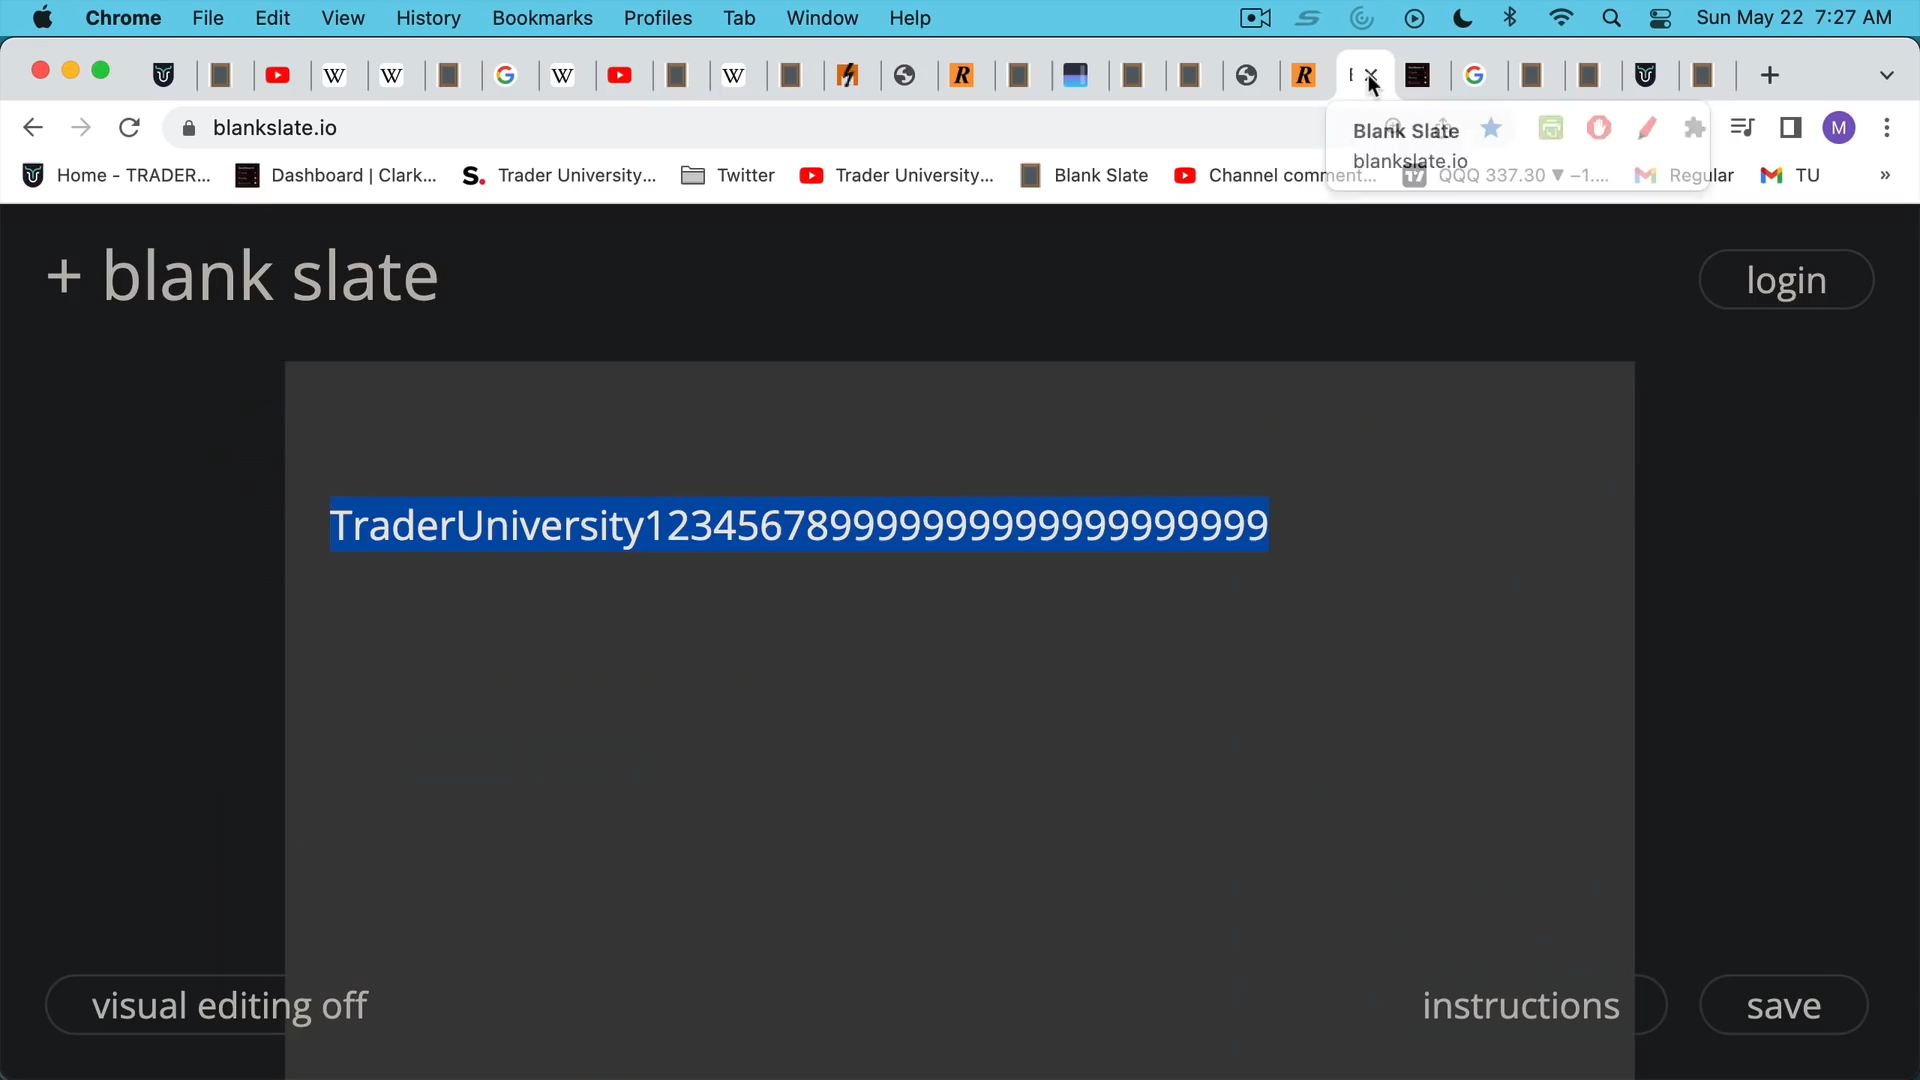 Chrome File Edit View History Bookmarks Profiles Tab Window Help Sun May 22 7:27 AM
blankslate.io
Blank Slate
blankslate.io
Home - TRADER... Dashboard | Clark... Trader University... Twitter Trader University... Blank Slate Channel comment... QQQ 337.30 ▼ −1.... Regular TU »
+ blank slate
login
TraderUniversity123456789999999999999999999
visual editing off
instructions
save